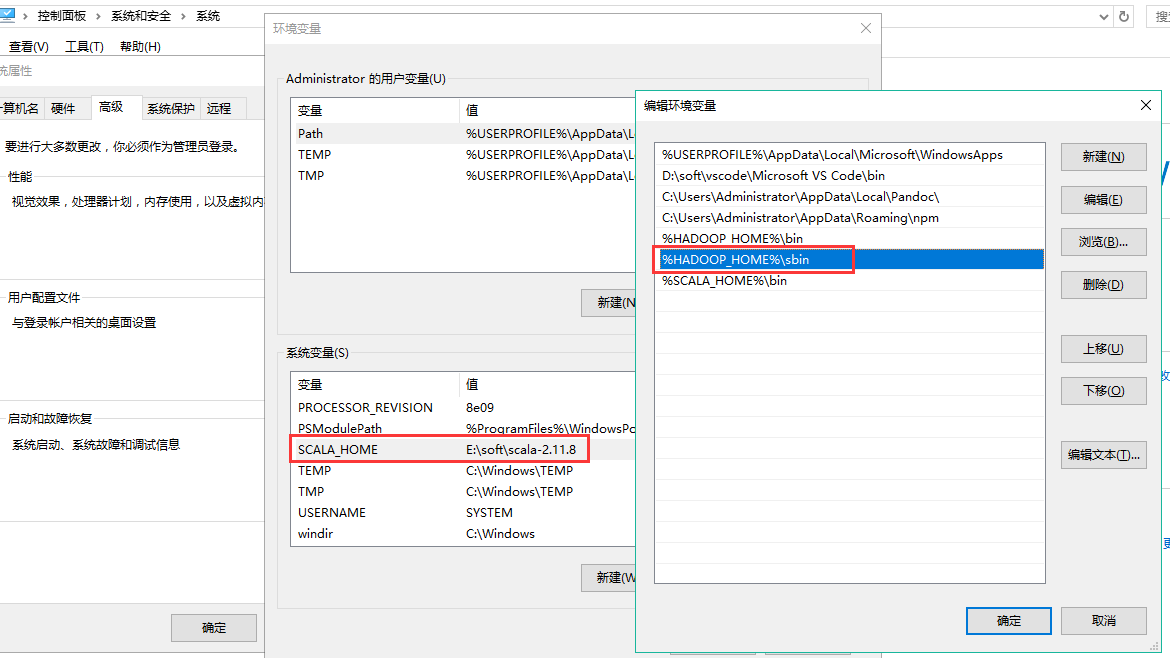 控制面板 › 系统和安全 › 系统
查看(V) 工具(T) 帮助(H)
统属性
计算机名 硬件 高级 系统保护 远程
要进行大多数更改，你必须作为管理员登录。
性能
视觉效果，处理器计划，内存使用，以及虚拟内
用户配置文件
与登录帐户相关的桌面设置
启动和故障恢复
系统启动、系统故障和调试信息
确定
环境变量
Administrator 的用户变量(U)
变量 值
Path %USERPROFILE%\AppData\L
TEMP %USERPROFILE%\AppData\L
TMP %USERPROFILE%\AppData\L
新建(N
系统变量(S)
变量 值
PROCESSOR_REVISION 8e09
PSModulePath %ProgramFiles%\WindowsPo
SCALA_HOME E:\soft\scala-2.11.8
TEMP C:\Windows\TEMP
TMP C:\Windows\TEMP
USERNAME SYSTEM
windir C:\Windows
新建(W
编辑环境变量
%USERPROFILE%\AppData\Local\Microsoft\WindowsApps
D:\soft\vscode\Microsoft VS Code\bin
C:\Users\Administrator\AppData\Local\Pandoc\
C:\Users\Administrator\AppData\Roaming\npm
%HADOOP_HOME%\bin
%HADOOP_HOME%\sbin
%SCALA_HOME%\bin
新建(N)
编辑(E)
浏览(B)...
删除(D)
上移(U)
下移(O)
编辑文本(T)...
确定 取消
搜
改
更